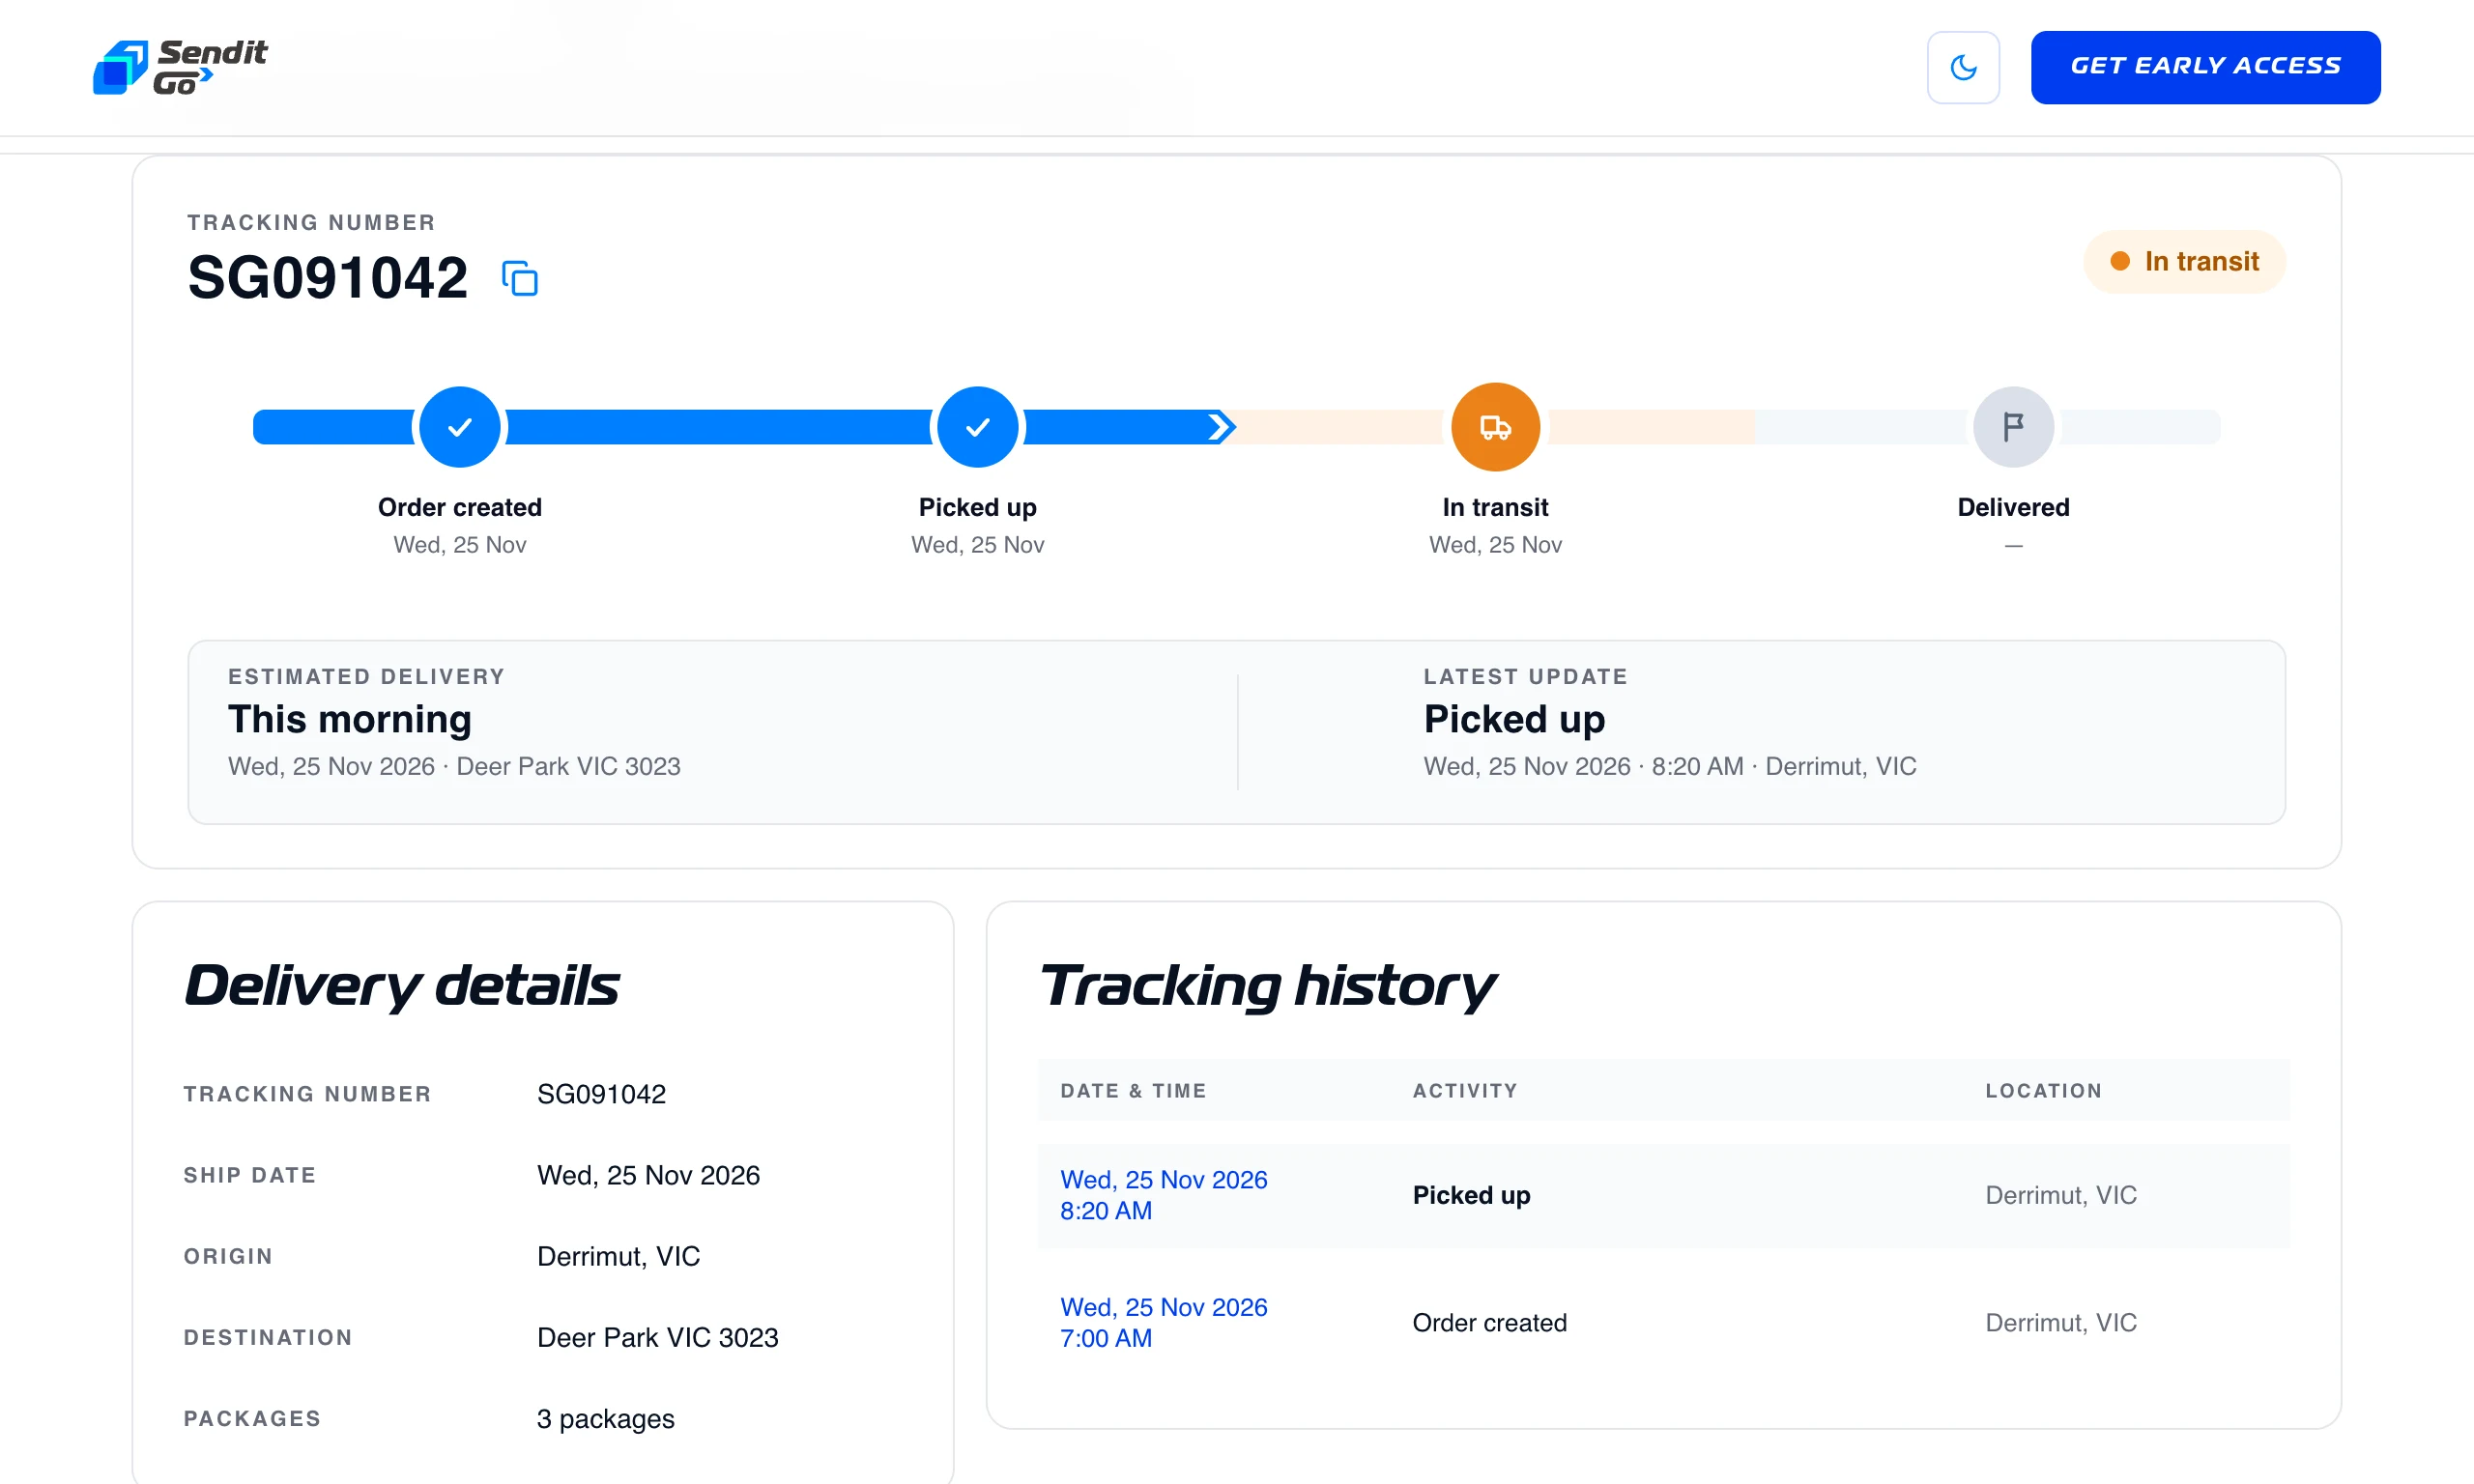 Sendit
Go
GET EARLY ACCESS
TRACKING NUMBER
SG091042
In transit
Order created
Wed, 25 Nov
Picked up
Wed, 25 Nov
In transit
Wed, 25 Nov
Delivered
—
ESTIMATED DELIVERY
This morning
Wed, 25 Nov 2026 · Deer Park VIC 3023
LATEST UPDATE
Picked up
Wed, 25 Nov 2026 · 8:20 AM · Derrimut, VIC
Delivery details
TRACKING NUMBER SG091042
SHIP DATE Wed, 25 Nov 2026
ORIGIN Derrimut, VIC
DESTINATION Deer Park VIC 3023
PACKAGES 3 packages
Tracking history
DATE & TIME ACTIVITY LOCATION
Wed, 25 Nov 2026
8:20 AM
Picked up
Derrimut, VIC
Wed, 25 Nov 2026
7:00 AM
Order created
Derrimut, VIC